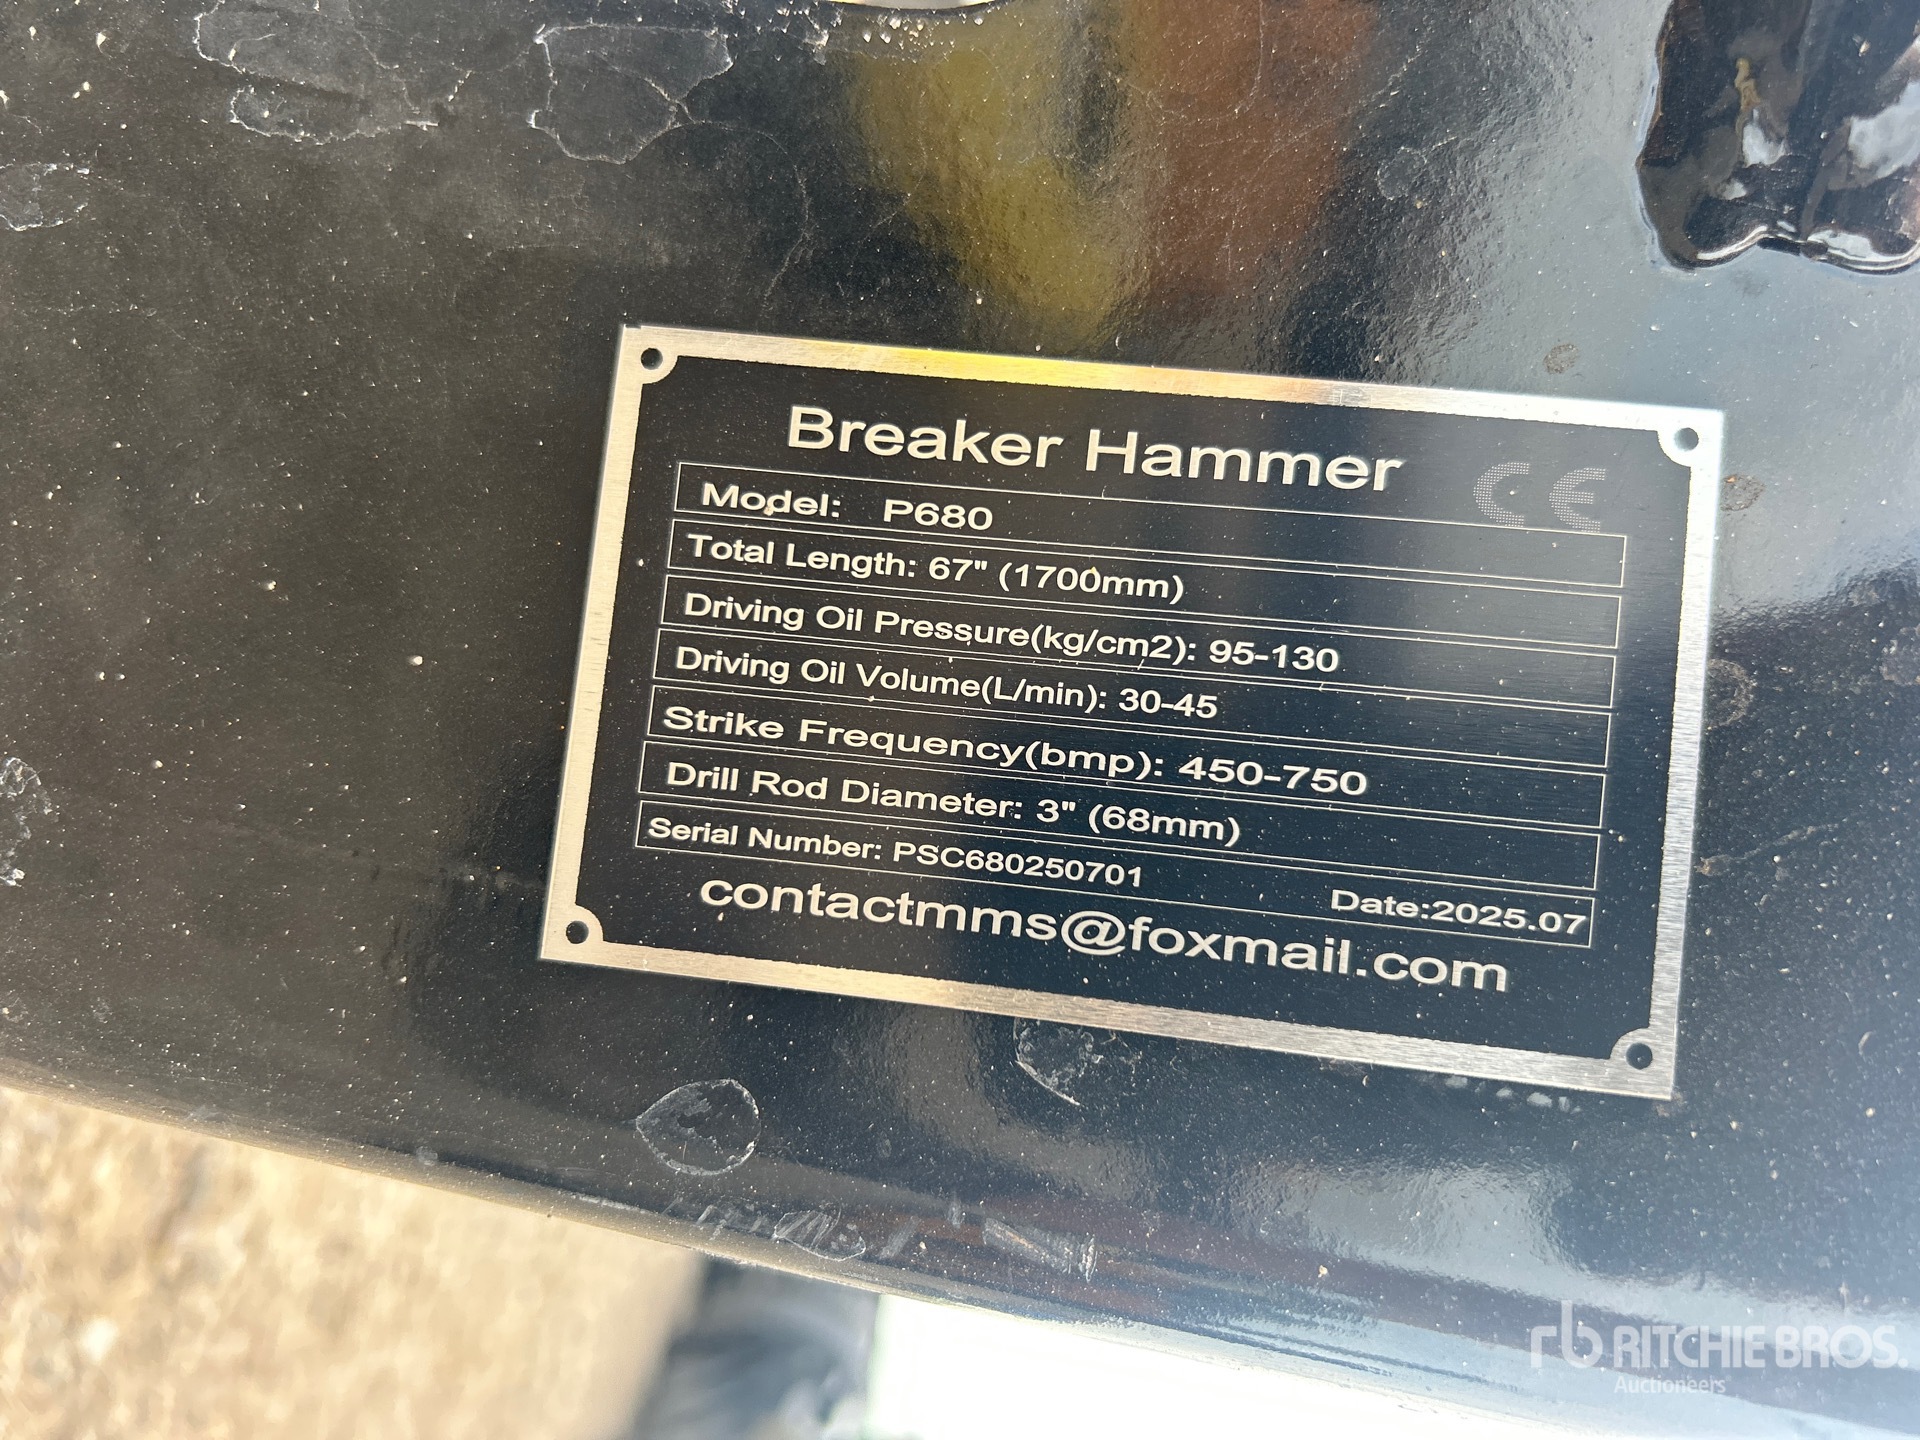 Breaker Hammer
CE
Model: P680
Total Length: 67" (1700mm)
Driving Oil Pressure(kg/cm2): 95-130
Driving Oil Volume(L/min): 30-45
Strike Frequency(bmp): 450-750
Drill Rod Diameter: 3" (68mm)
Serial Number: PSC680250701 Date:2025.07
contactmms@foxmail.com
rb RITCHIE BROS.
Auctioneers